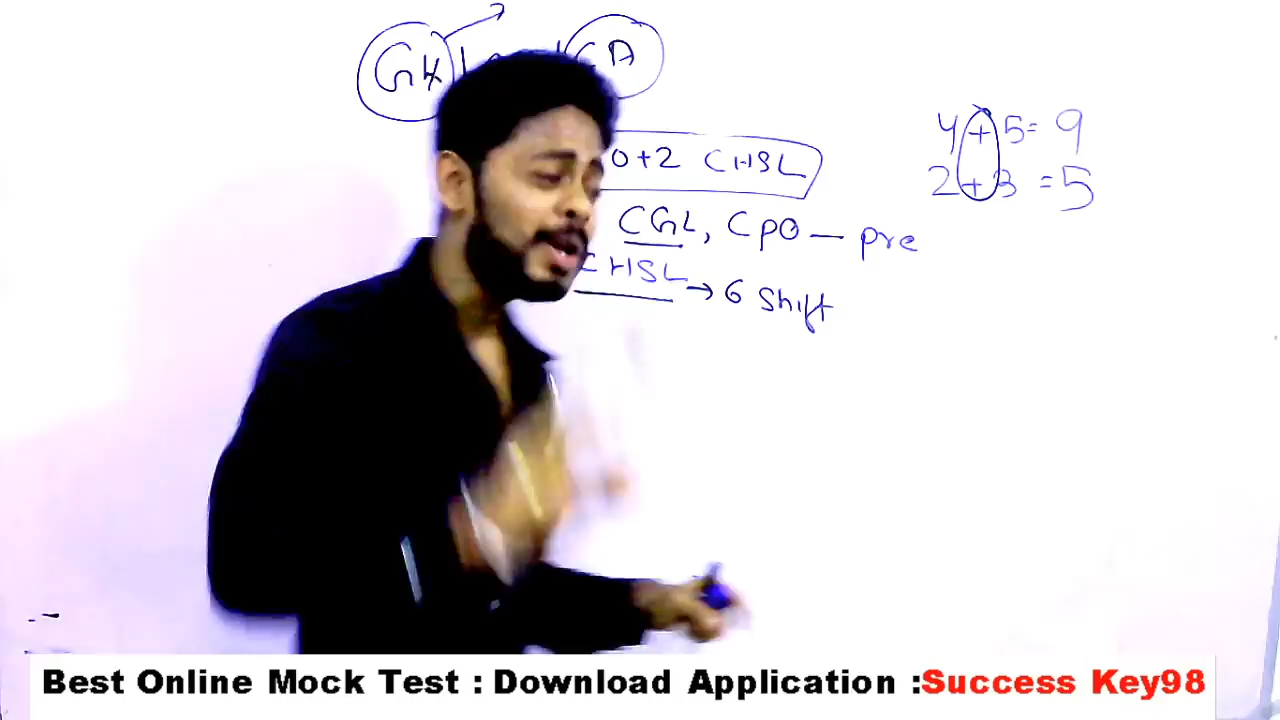 GK CA
0+2 CHSL
CGL, CPO — pre
CHSL → 6 Shift
4 + 5 = 9
2 + 3 = 5
Best Online Mock Test : Download Application :Success Key98